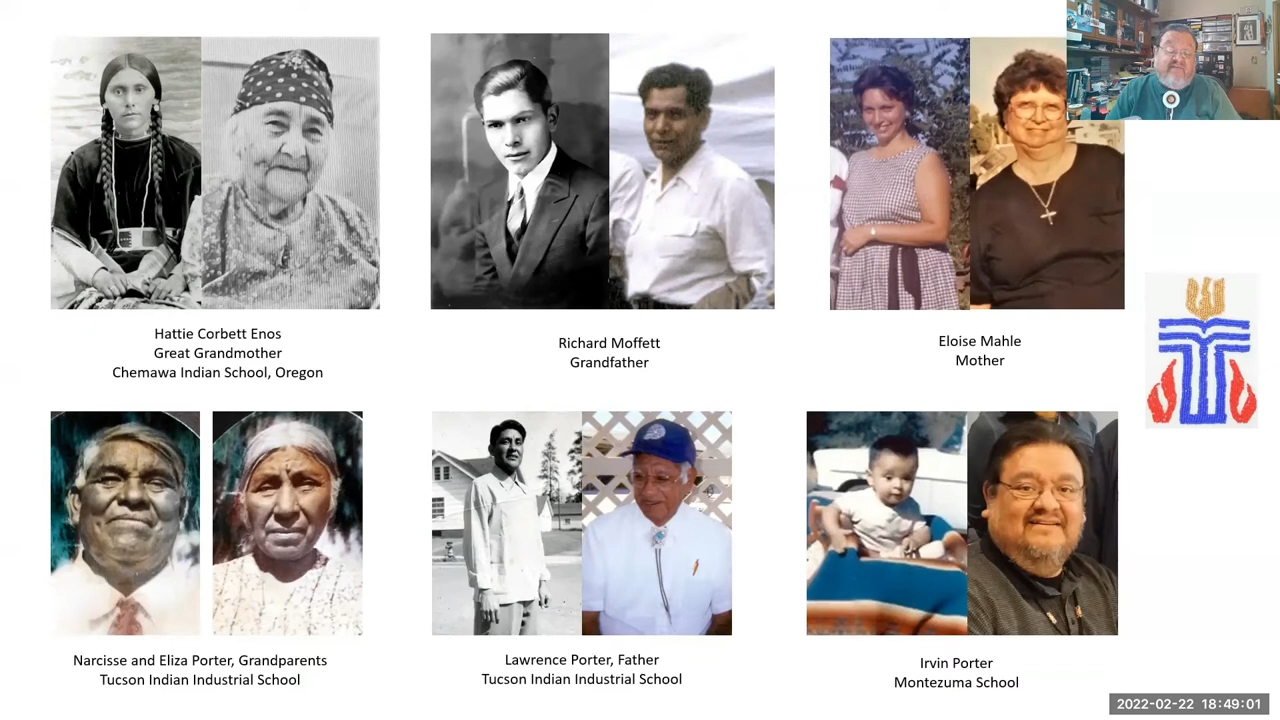 Hattie Corbett Enos
Great Grandmother
Chemawa Indian School, Oregon
Richard Moffett
Grandfather
Eloise Mahle
Mother
Narcisse and Eliza Porter, Grandparents
Tucson Indian Industrial School
Lawrence Porter, Father
Tucson Indian Industrial School
Irvin Porter
Montezuma School
2022-02-22 18:49:01